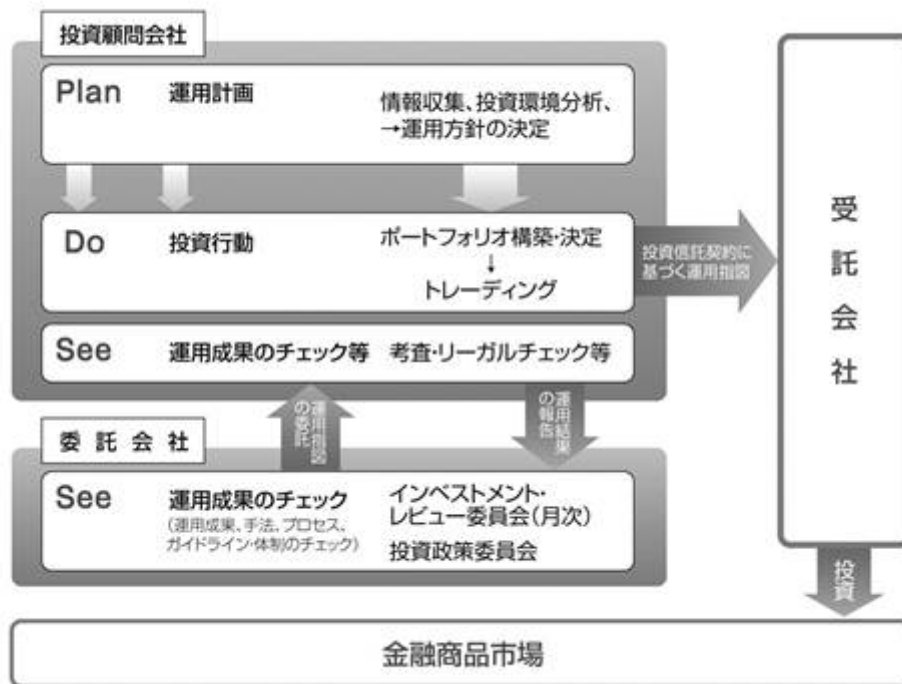 投資顧問会社
Plan 運用計画 情報収集、投資環境分析、
→運用方針の決定
Do 投資行動 ポートフォリオ構築・決定
↓
トレーディング
See 運用成果のチェック等 考査・リーガルチェック等
投資信託契約に
基づく運用指図
受託会社
運用指図
の委託
運用結果
の報告
委託会社
See 運用成果のチェック インベストメント・
レビュー委員会(月次)
(運用成果、手法、プロセス、
ガイドライン・体制のチェック)
投資政策委員会
投資
金融商品市場